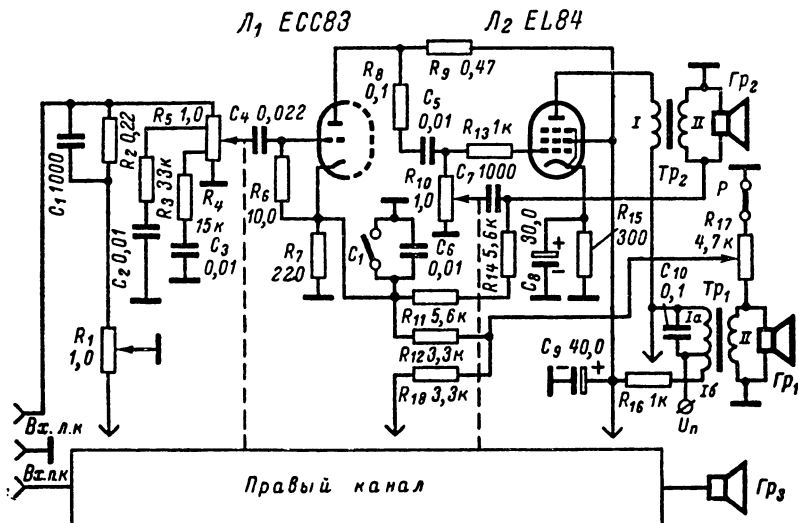 Л₁ ECC83
Л₂ EL84
R₈
0,1
R₉ 0,47
C₅
0,01
R₁₃ 1к
I
II
Гр₂
Тр₂
R₅ 1,0
C₄ 0,022
C₁ 1000
R₂ 0,22
R₃ 33к
R₄
15к
C₂ 0,01
C₃
0,01
R₆
10,0
R₇
220
C₁
C₆
0,01
R₁₀
1,0
C₇ 1000
R₁₄ 5,6к
C₈ 30,0
+
−
R₁₅
300
P
R₁₇
4,7к
C₁₀
0,1
Тр₁
Iа
II
Iб
Гр₁
R₁
1,0
R₁₁ 5,6к
R₁₂ 3,3к
R₁₈ 3,3к
C₉ 40,0
−
+
R₁₆ 1к
Uп
Вх.л.к
Вх.п.к
Правый канал
Гр₃